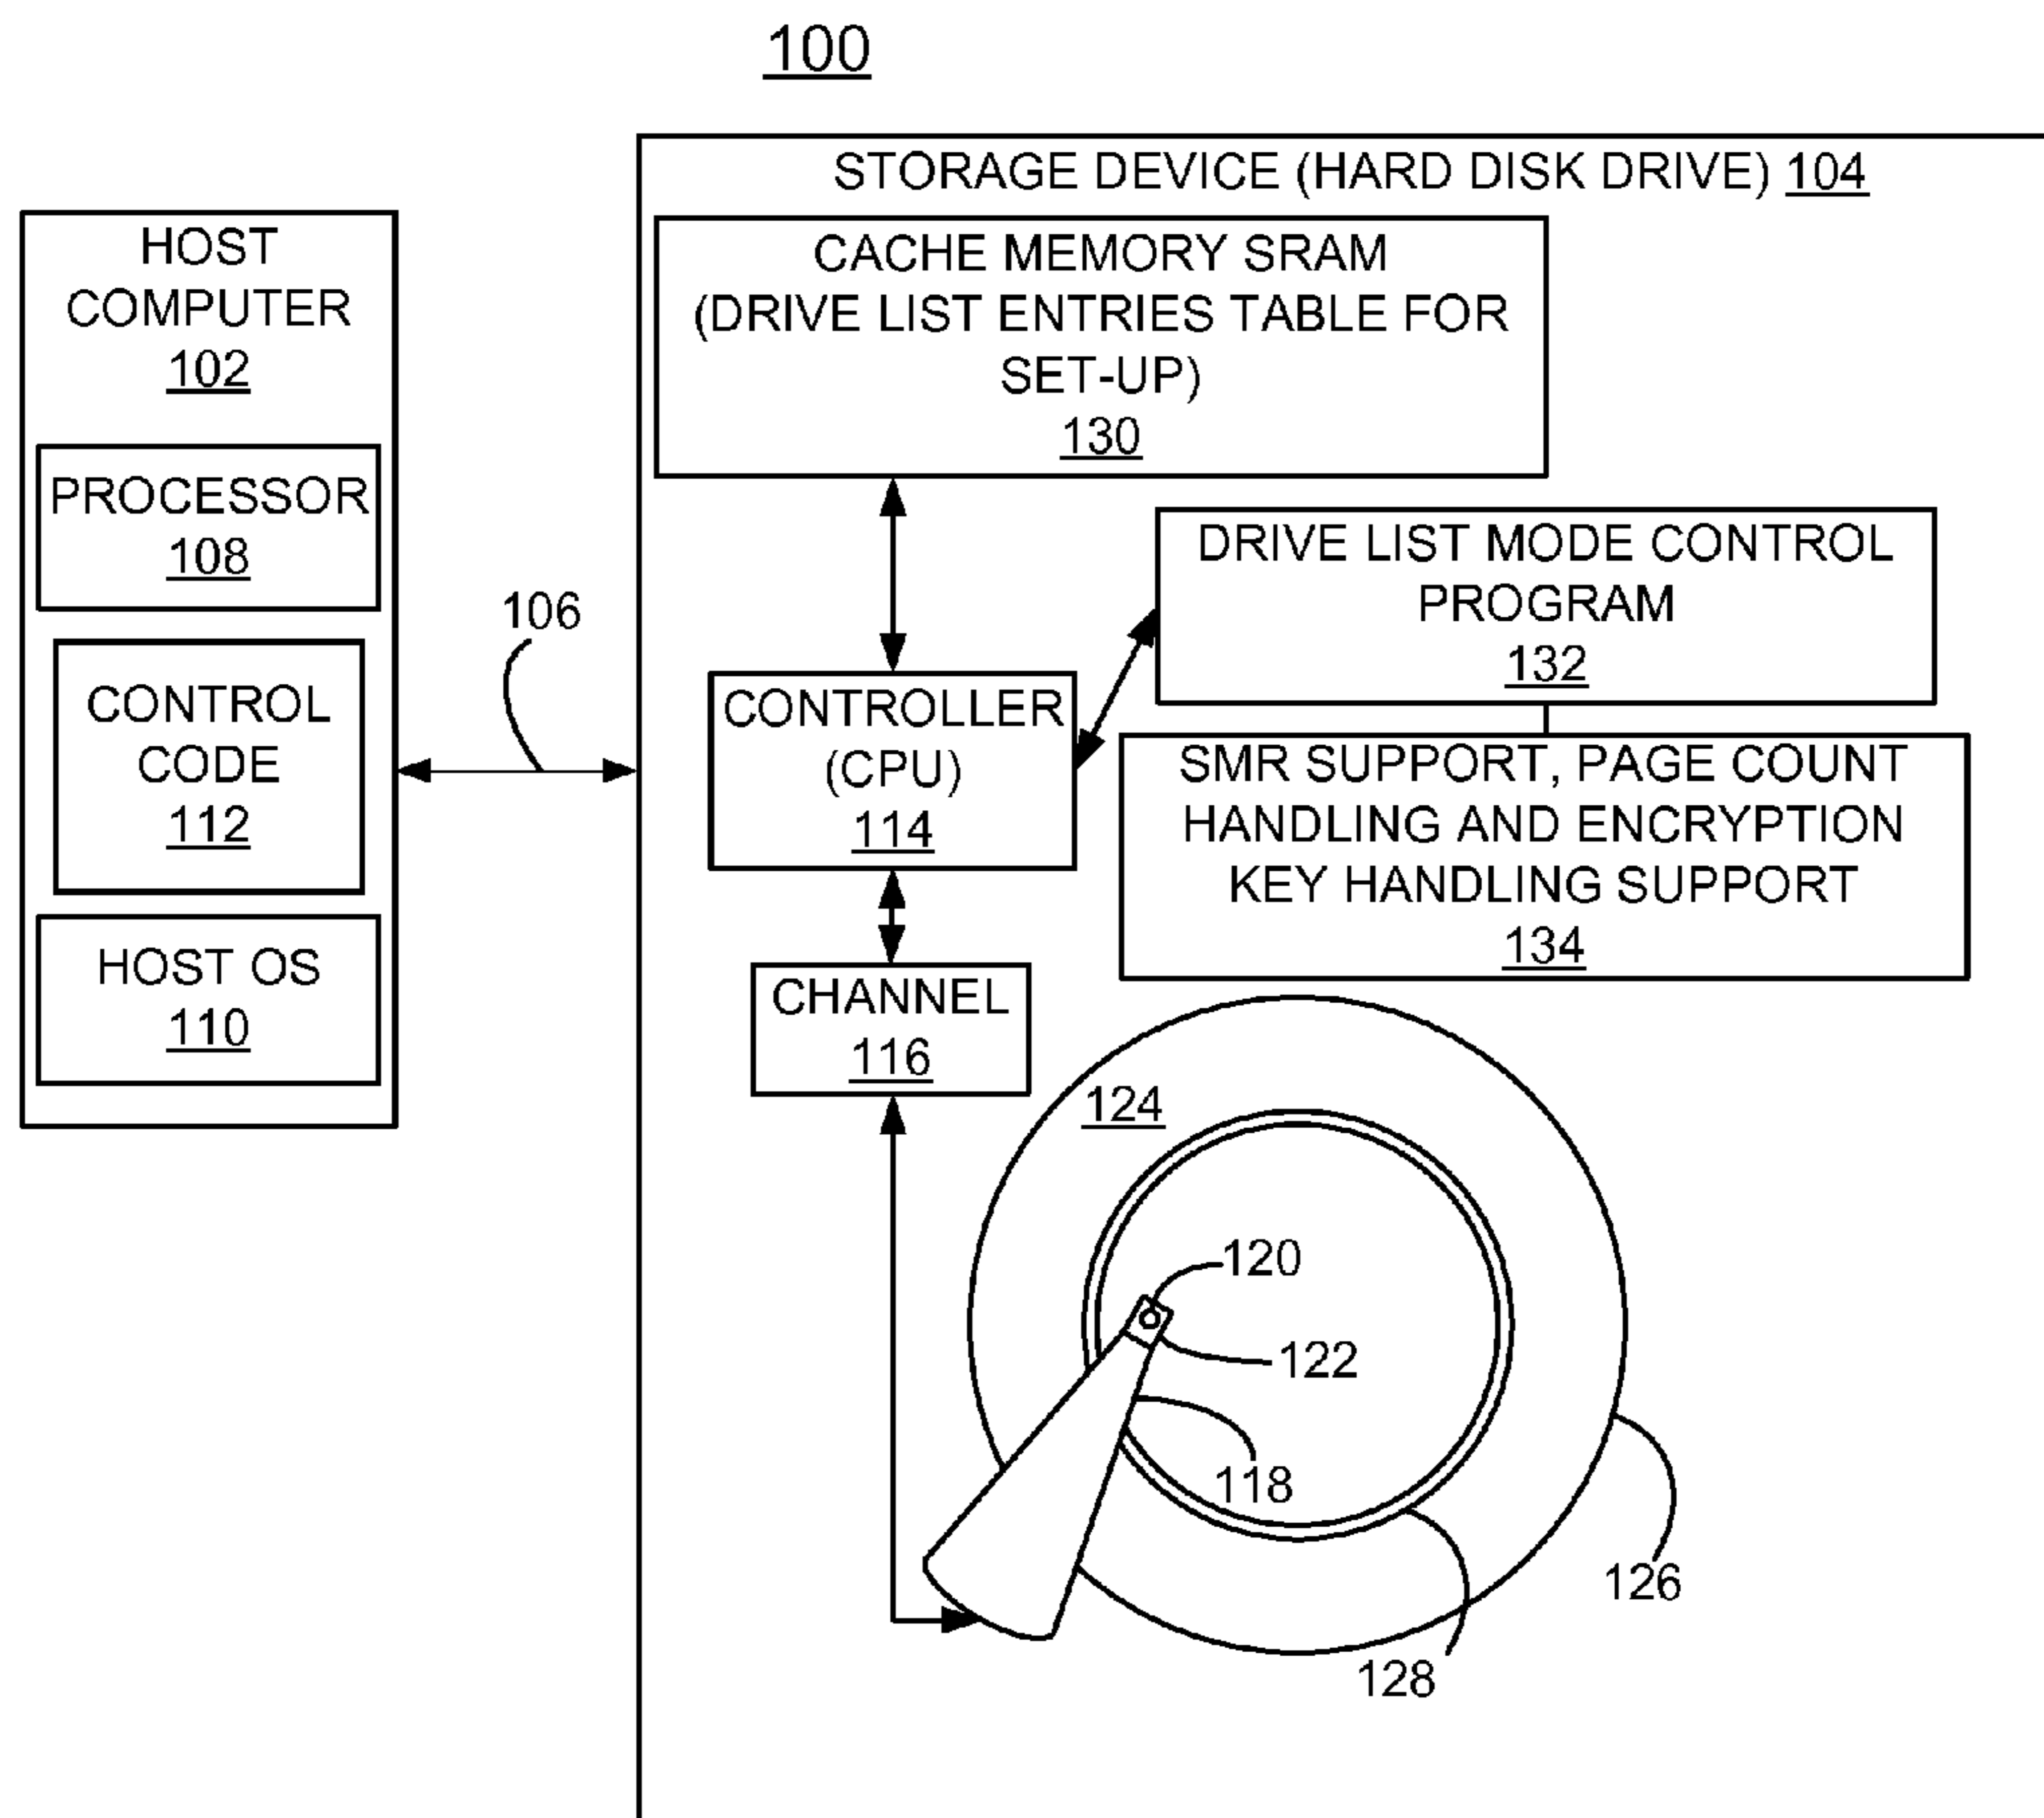 100
HOST
COMPUTER
102
PROCESSOR
108
CONTROL
CODE
112
HOST OS
110
106
STORAGE DEVICE (HARD DISK DRIVE) 104
CACHE MEMORY SRAM
(DRIVE LIST ENTRIES TABLE FOR
SET-UP)
130
DRIVE LIST MODE CONTROL
PROGRAM
132
CONTROLLER
(CPU)
114
SMR SUPPORT, PAGE COUNT
HANDLING AND ENCRYPTION
KEY HANDLING SUPPORT
134
CHANNEL
116
124
120
122
118
126
128